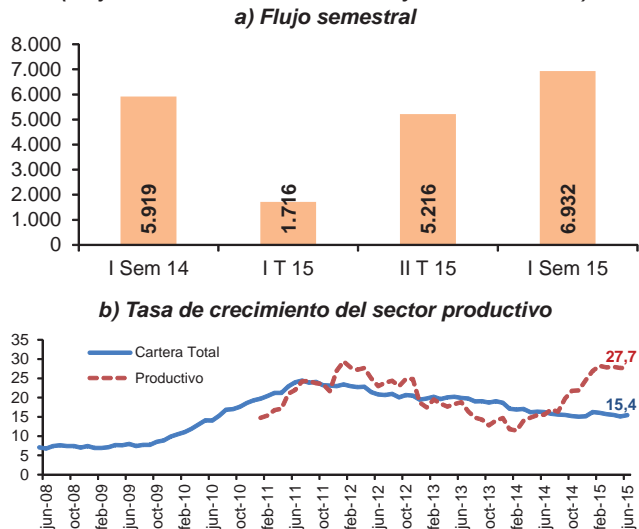 a) Flujo semestral
8.000
7.000
6.000
5.000
4.000
3.000
2.000
1.000
0
5.919
1.716
5.216
6.932
I Sem 14
I T 15
II T 15
I Sem 15
b) Tasa de crecimiento del sector productivo
35
30
25
20
15
10
5
0
Cartera Total
Productivo
27,7
15,4
jun-08
oct-08
feb-09
jun-09
oct-09
feb-10
jun-10
oct-10
feb-11
jun-11
oct-11
feb-12
jun-12
oct-12
feb-13
jun-13
oct-13
feb-14
jun-14
oct-14
feb-15
jun-15